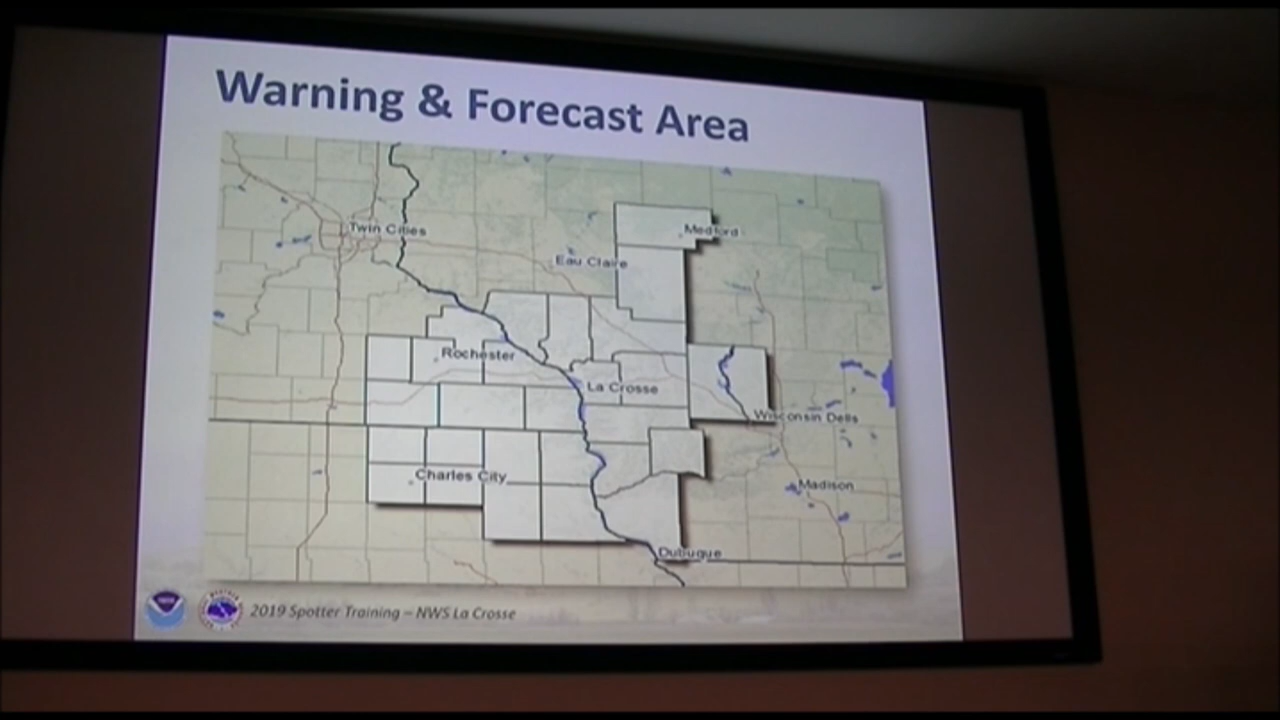 Warning & Forecast Area
Twin Cities
Medford
Eau Claire
Rochester
La Crosse
Wisconsin Dells
Charles City
Madison
Dubuque
2019 Spotter Training – NWS La Crosse